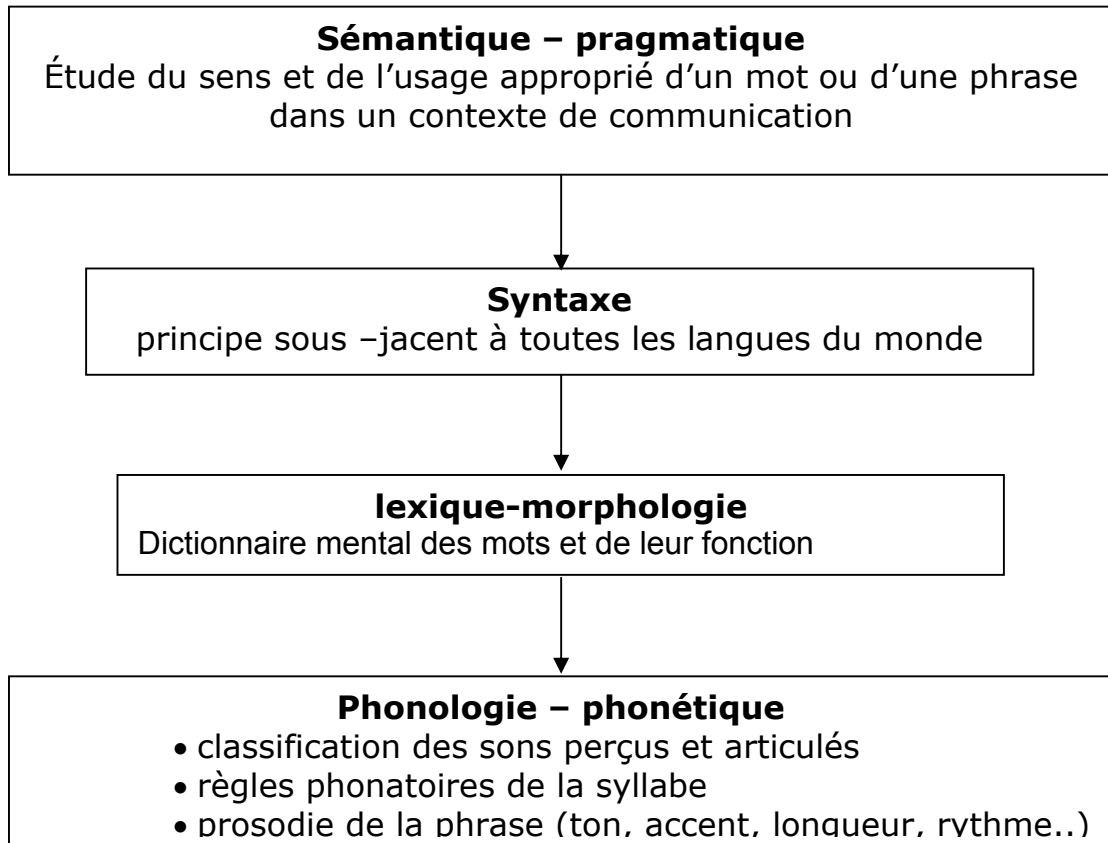 Sémantique – pragmatique
Étude du sens et de l’usage approprié d’un mot ou d’une phrase
dans un contexte de communication
Syntaxe
principe sous –jacent à toutes les langues du monde
lexique-morphologie
Dictionnaire mental des mots et de leur fonction
Phonologie – phonétique
• classification des sons perçus et articulés
• règles phonatoires de la syllabe
• prosodie de la phrase (ton, accent, longueur, rythme..)